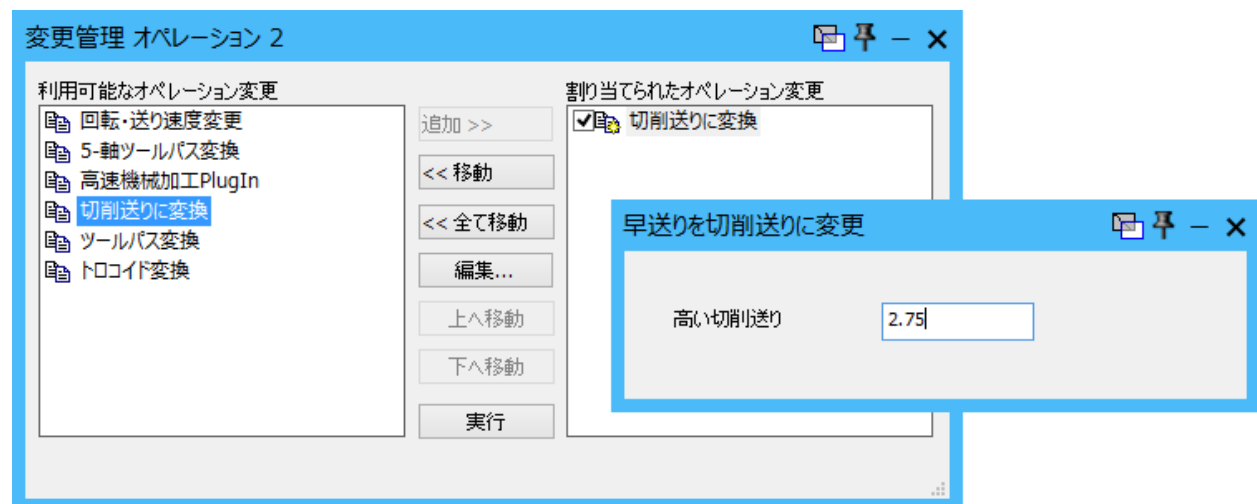 変更管理 オペレーション 2
利用可能なオペレーション変更
回転・送り速度変更
5-軸ツールパス変換
高速機械加工PlugIn
切削送りに変換
ツールパス変換
トロコイド変換
追加 >>
<< 移動
<< 全て移動
編集...
上へ移動
下へ移動
実行
割り当てられたオペレーション変更
切削送りに変換
早送りを切削送りに変更
高い切削送り
2.75